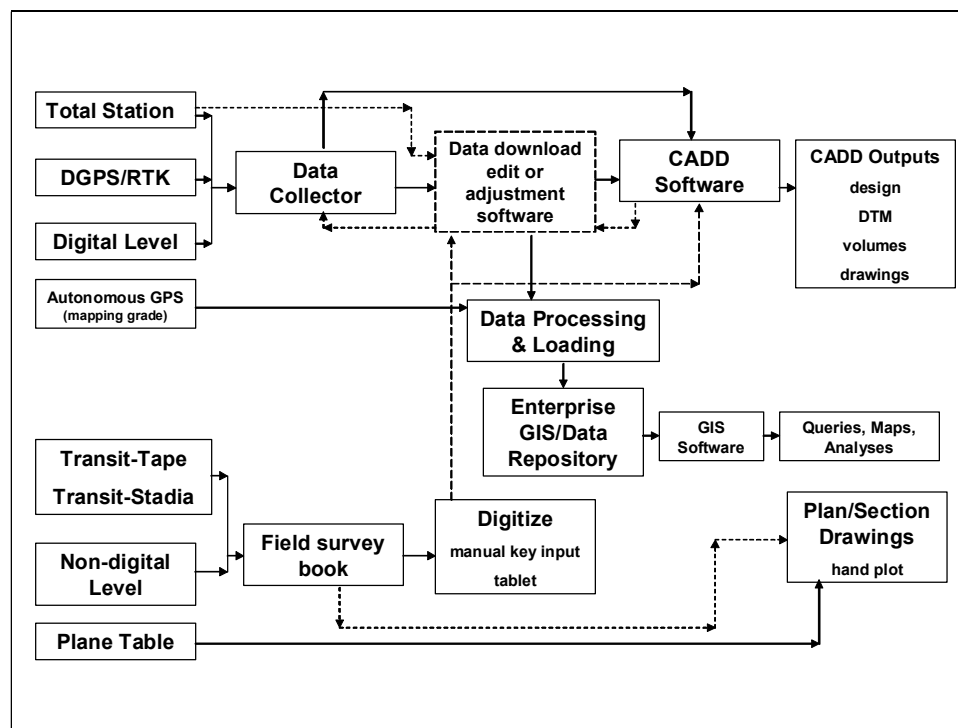 Total Station
DGPS/RTK
Digital Level
Autonomous GPS
(mapping grade)
Data
Collector
Data download
edit or
adjustment
software
CADD
Software
CADD Outputs
design
DTM
volumes
drawings
Data Processing
& Loading
Enterprise
GIS/Data
Repository
GIS
Software
Queries, Maps,
Analyses
Transit-Tape
Transit-Stadia
Non-digital
Level
Plane Table
Field survey
book
Digitize
manual key input
tablet
Plan/Section
Drawings
hand plot